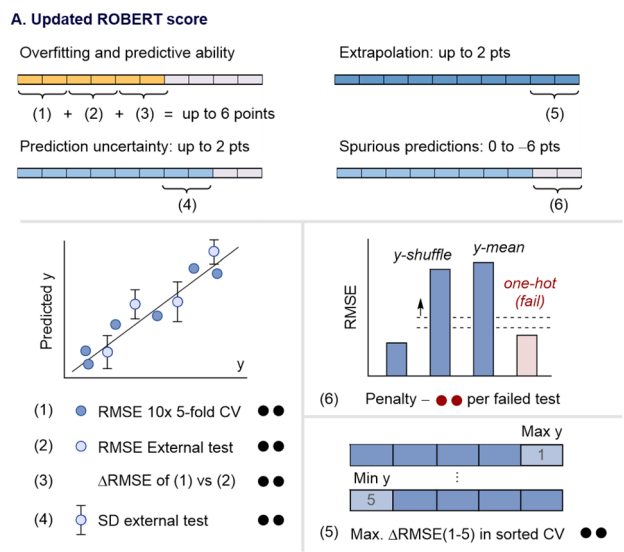 A. Updated ROBERT score
Overfitting and predictive ability
(1) + (2) + (3) = up to 6 points
Extrapolation: up to 2 pts
(5)
Prediction uncertainty: up to 2 pts
(4)
Spurious predictions: 0 to −6 pts
(6)
Predicted y
y
(1) RMSE 10x 5-fold CV
(2) RMSE External test
(3) ΔRMSE of (1) vs (2)
(4) SD external test
RMSE
y-shuffle
y-mean
one-hot
(fail)
(6) Penalty – per failed test
Max y
1
Min y
5
(5) Max. ΔRMSE(1-5) in sorted CV